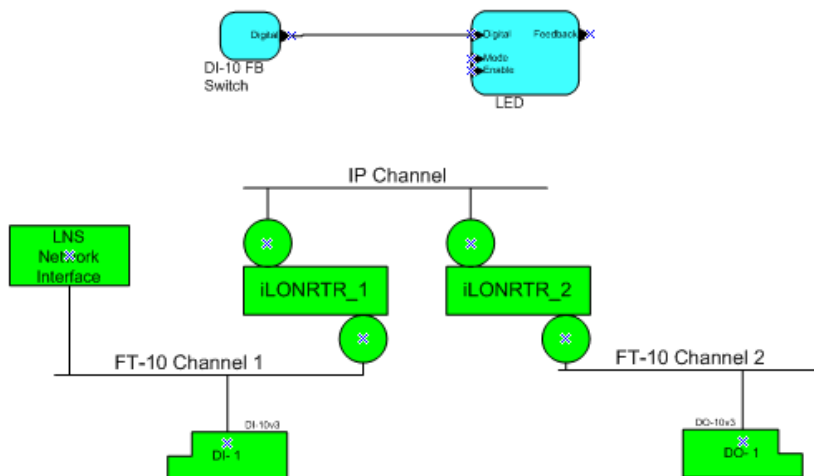 Digital
DI-10 FB
Switch
Digital
Feedback
Mode
Enable
LED
IP Channel
LNS
Network
Interface
iLONRTR_1
iLONRTR_2
FT-10 Channel 1
FT-10 Channel 2
DI-10v3
DI- 1
DO-10v3
DO- 1